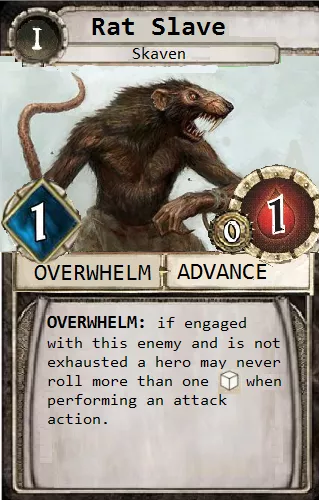 I
Rat Slave
Skaven
1
0
1
OVERWHELM
ADVANCE
OVERWHELM: if engaged
with this enemy and is not
exhausted a hero may never
roll more than one when
performing an attack
action.